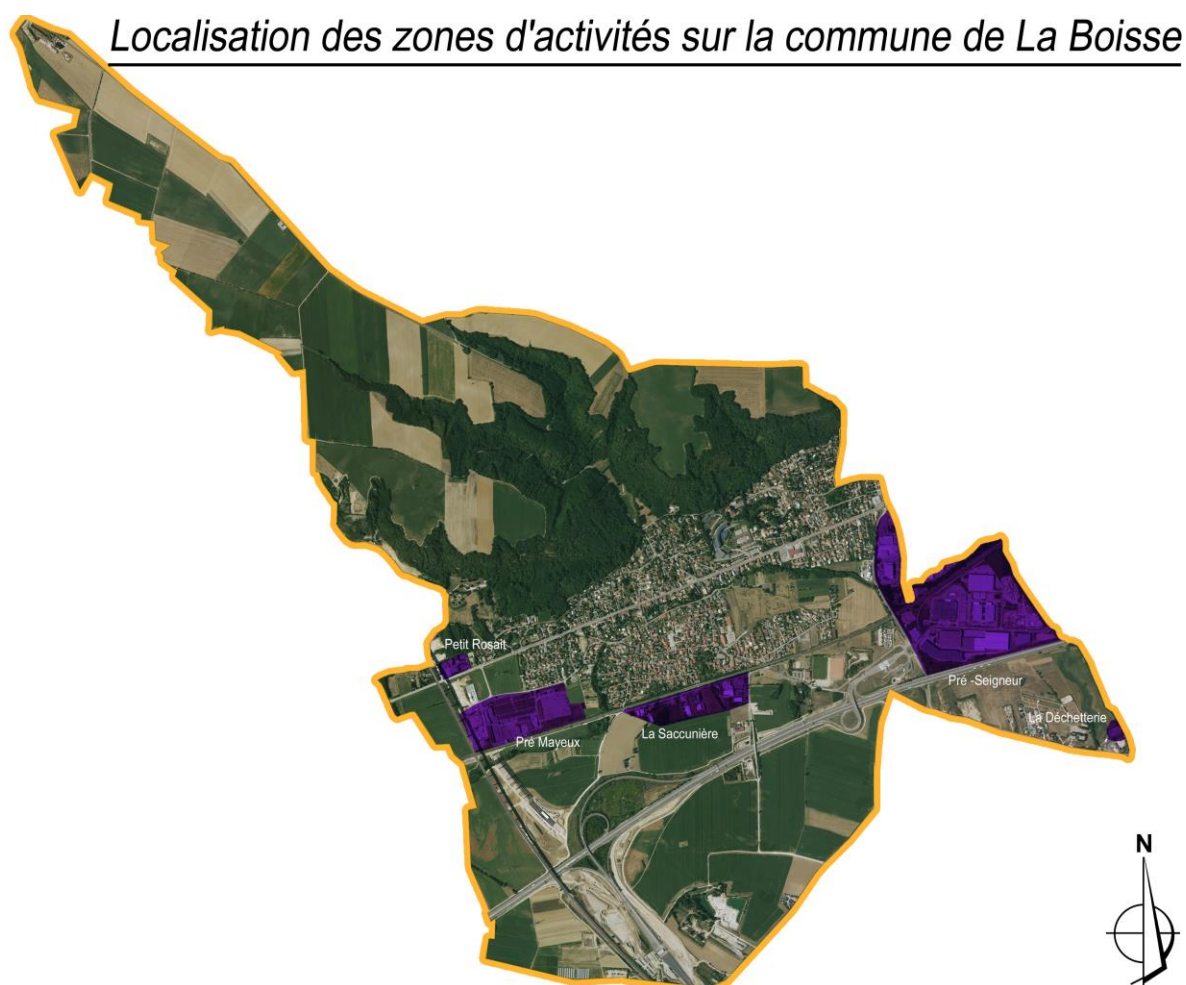 Localisation des zones d'activités sur la commune de La Boisse
Petit Rosait
Pré -Seigneur
La Déchetterie
La Saccunière
Pré Mayeux
N